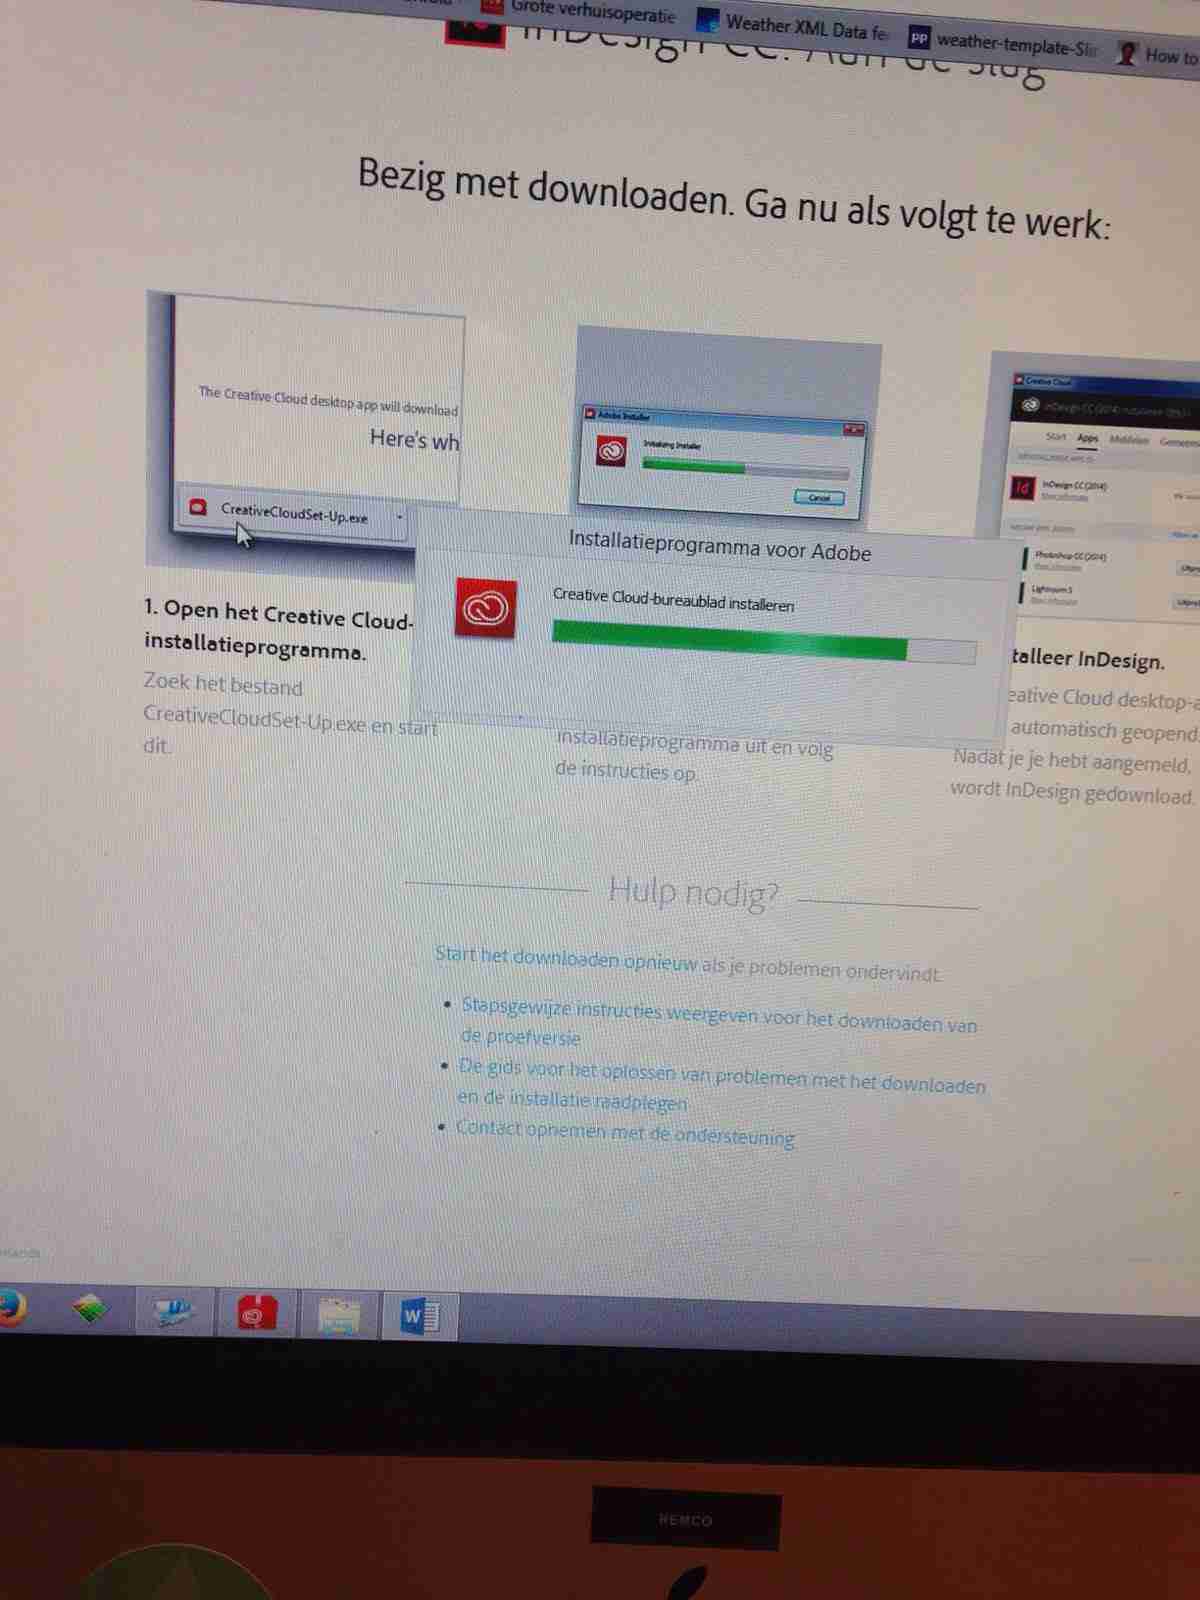 Grote verhuisoperatie
Weather XML Data fe
PP
weather-template-Sli
How to
InDesign CC: Aan de slag
Bezig met downloaden. Ga nu als volgt te werk:
The Creative Cloud desktop app will download
Here's wh
CreativeCloudSet-Up.exe
Adobe Installer
Initializing Installer
Cancel
Creative Cloud
Start Apps
Id
InDesign CC (2014)
Photoshop CC (2014)
Lightroom 5
Installatieprogramma voor Adobe
Creative Cloud-bureaublad installeren
1. Open het Creative Cloud-
installatieprogramma.
Zoek het bestand
CreativeCloudSet-Up.exe en start
dit.
installatieprogramma uit en volg
de instructies op.
talleer InDesign.
eative Cloud desktop-a
automatisch geopend.
Nadat je je hebt aangemeld,
wordt InDesign gedownload.
Hulp nodig?
Start het downloaden opnieuw als je problemen ondervindt.
• Stapsgewijze instructies weergeven voor het downloaden van
de proefversie
• De gids voor het oplossen van problemen met het downloaden
en de installatie raadplegen
• Contact opnemen met de ondersteuning
W
REMCO